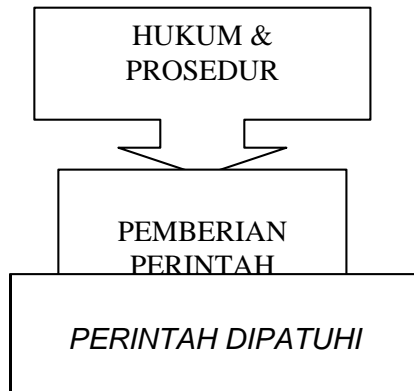 HUKUM &
PROSEDUR
PEMBERIAN
PERINTAH
PERINTAH DIPATUHI